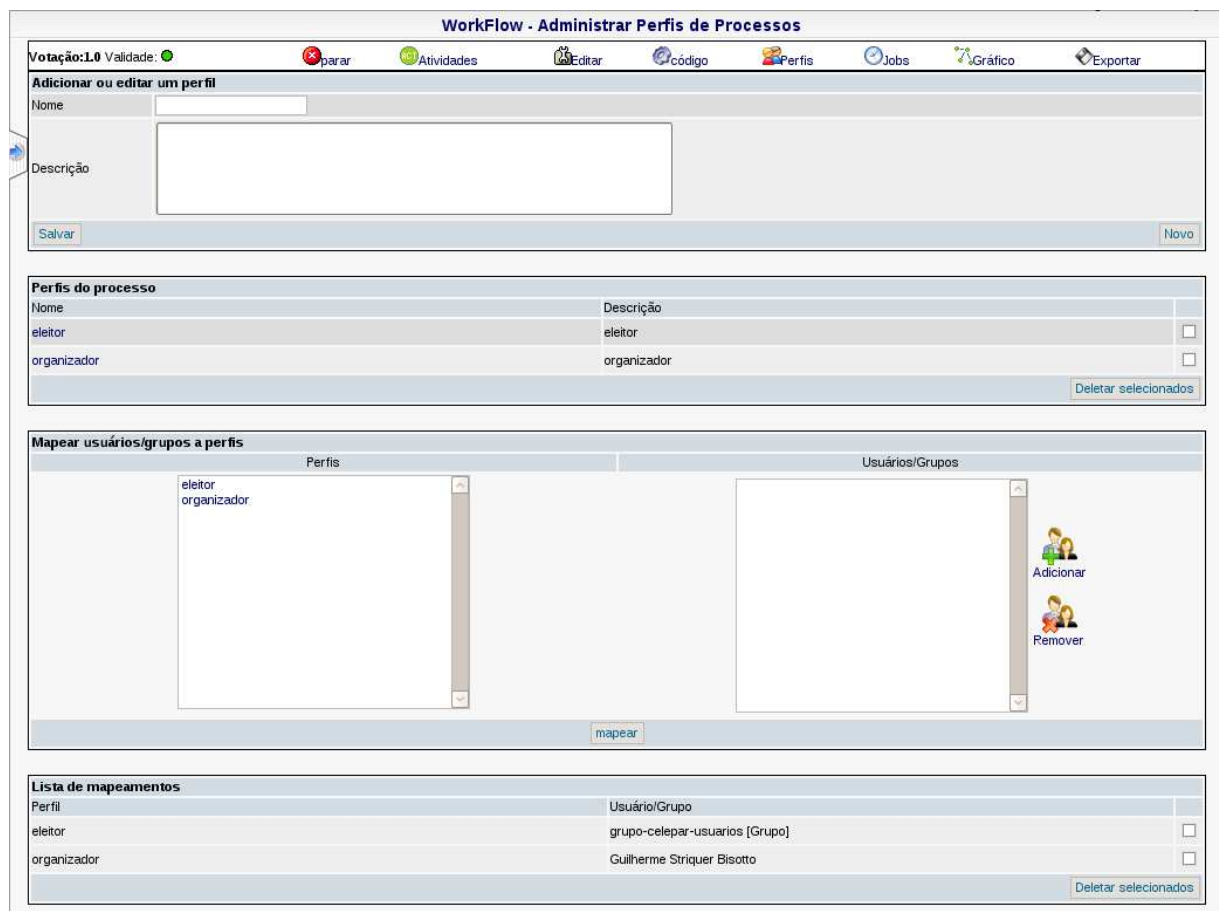 WorkFlow - Administrar Perfis de Processos
Votação:1.0 Validade: parar Atividades Editar código Perfis Jobs Gráfico Exportar
Adicionar ou editar um perfil
Nome
Descrição
Salvar Novo
Perfis do processo
Nome Descrição
eleitor eleitor
organizador organizador
Deletar selecionados
Mapear usuários/grupos a perfis
Perfis Usuários/Grupos
eleitor
organizador
Adicionar
Remover
mapear
Lista de mapeamentos
Perfil Usuário/Grupo
eleitor grupo-celepar-usuarios [Grupo]
organizador Guilherme Striquer Bisotto
Deletar selecionados